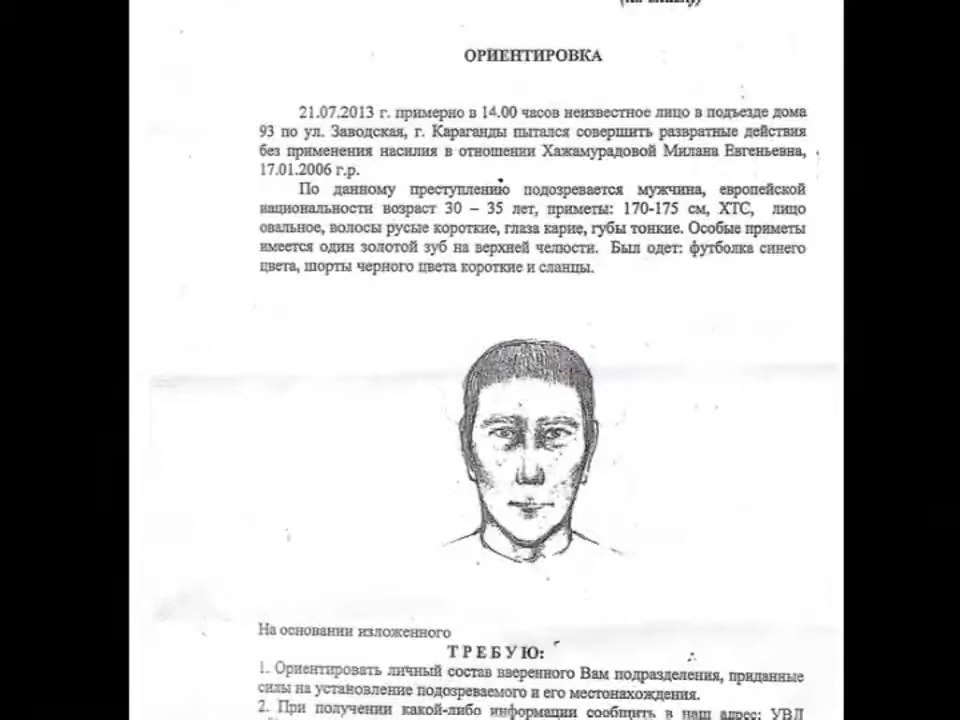 ОРИЕНТИРОВКА
21.07.2013 г. примерно в 14.00 часов неизвестное лицо в подъезде дома
93 по ул. Заводская, г. Караганды пытался совершить развратные действия
без применения насилия в отношении Хажамурадовой Милана Евгеньевна,
17.01.2006 г.р.
По данному преступлению подозревается мужчина, европейской
национальности возраст 30 – 35 лет, приметы: 170-175 см, ХТС, лицо
овальное, волосы русые короткие, глаза карие, губы тонкие. Особые приметы
имеется один золотой зуб на верхней челюсти. Был одет: футболка синего
цвета, шорты черного цвета короткие и сланцы.
На основании изложенного
ТРЕБУЮ:
1. Ориентировать личный состав вверенного Вам подразделения, приданные
силы на установление подозреваемого и его местонахождения.
2. При получении какой-либо информации сообщить в наш адрес: УВД